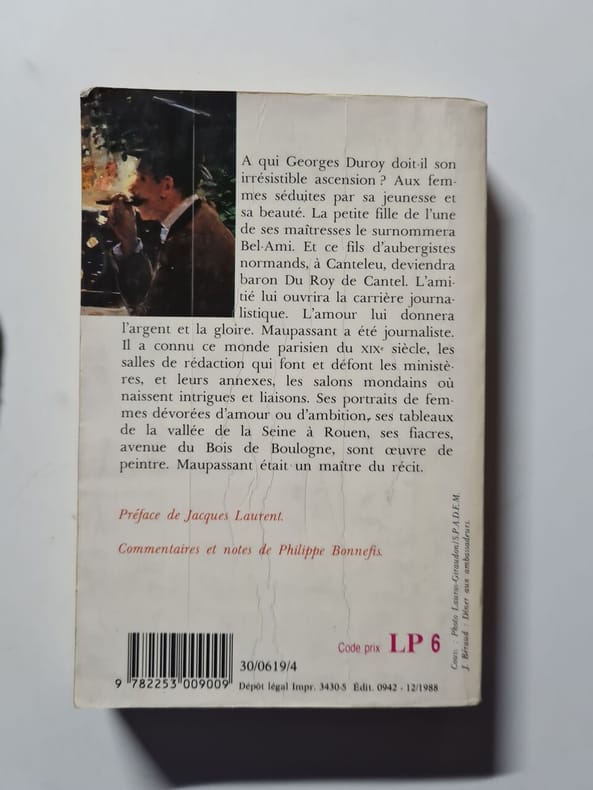 A qui Georges Duroy doit-il son
irrésistible ascension ? Aux fem-
mes séduites par sa jeunesse et
sa beauté. La petite fille de l'une
de ses maîtresses le surnommera
Bel-Ami. Et ce fils d'aubergistes
normands, à Canteleu, deviendra
baron Du Roy de Cantel. L'ami-
tié lui ouvrira la carrière journa-
listique. L'amour lui donnera
l'argent et la gloire. Maupassant a été journaliste.
Il a connu ce monde parisien du XIXe siècle, les
salles de rédaction qui font et défont les ministè-
res, et leurs annexes, les salons mondains où
naissent intrigues et liaisons. Ses portraits de fem-
mes dévorées d'amour ou d'ambition, ses tableaux
de la vallée de la Seine à Rouen, ses fiacres,
avenue du Bois de Boulogne, sont œuvre de
peintre. Maupassant était un maître du récit.
Préface de Jacques Laurent.
Commentaires et notes de Philippe Bonnefis.
Couv. : Photo Lauros-Giraudon/S.P.A.D.E.M.
J. Béraud : Dîner aux ambassadeurs.
Code prix LP 6
30/0619/4
9 782253 009009
Dépôt légal Impr. 3430-5 Édit. 0942 - 12/1988